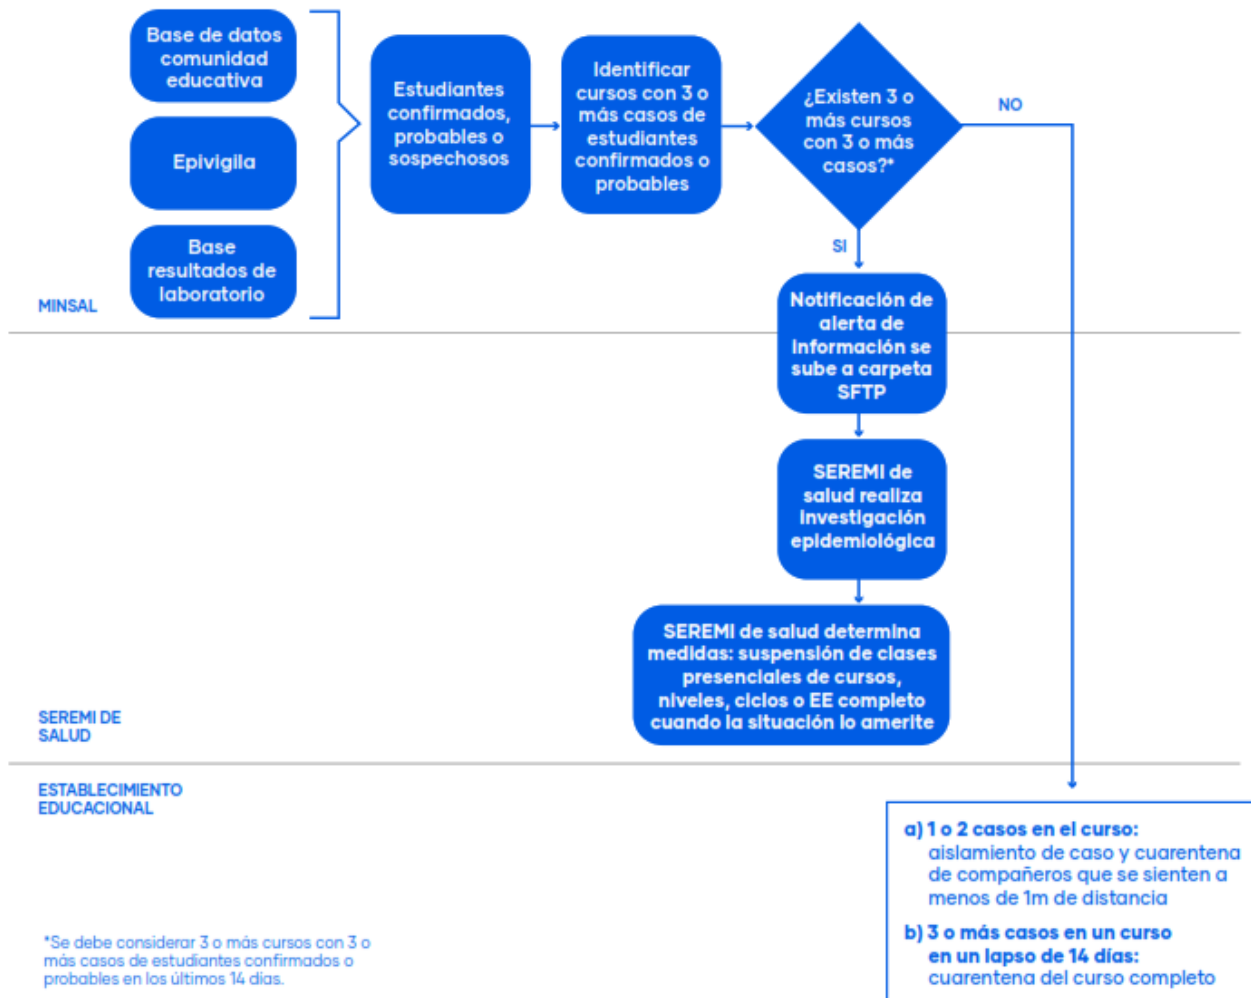 Base de datos
comunidad
educativa
Epivigila
Base
resultados de
laboratorio
MINSAL
Estudiantes
confirmados,
probables o
sospechosos
Identificar
cursos con 3 o
más casos de
estudiantes
confirmados o
probables
¿Existen 3 o
más cursos
con 3 o más
casos?*
NO
SI
Notificación de
alerta de
información se
sube a carpeta
SFTP
SEREMI de
salud realiza
investigación
epidemiológica
SEREMI de salud determina
medidas: suspensión de clases
presenciales de cursos,
niveles, ciclos o EE completo
cuando la situación lo amerite
SEREMI DE
SALUD
ESTABLECIMIENTO
EDUCACIONAL
a) 1 o 2 casos en el curso:
aislamiento de caso y cuarentena
de compañeros que se sienten a
menos de 1m de distancia
b) 3 o más casos en un curso
en un lapso de 14 días:
cuarentena del curso completo
*Se debe considerar 3 o más cursos con 3 o
más casos de estudiantes confirmados o
probables en los últimos 14 días.